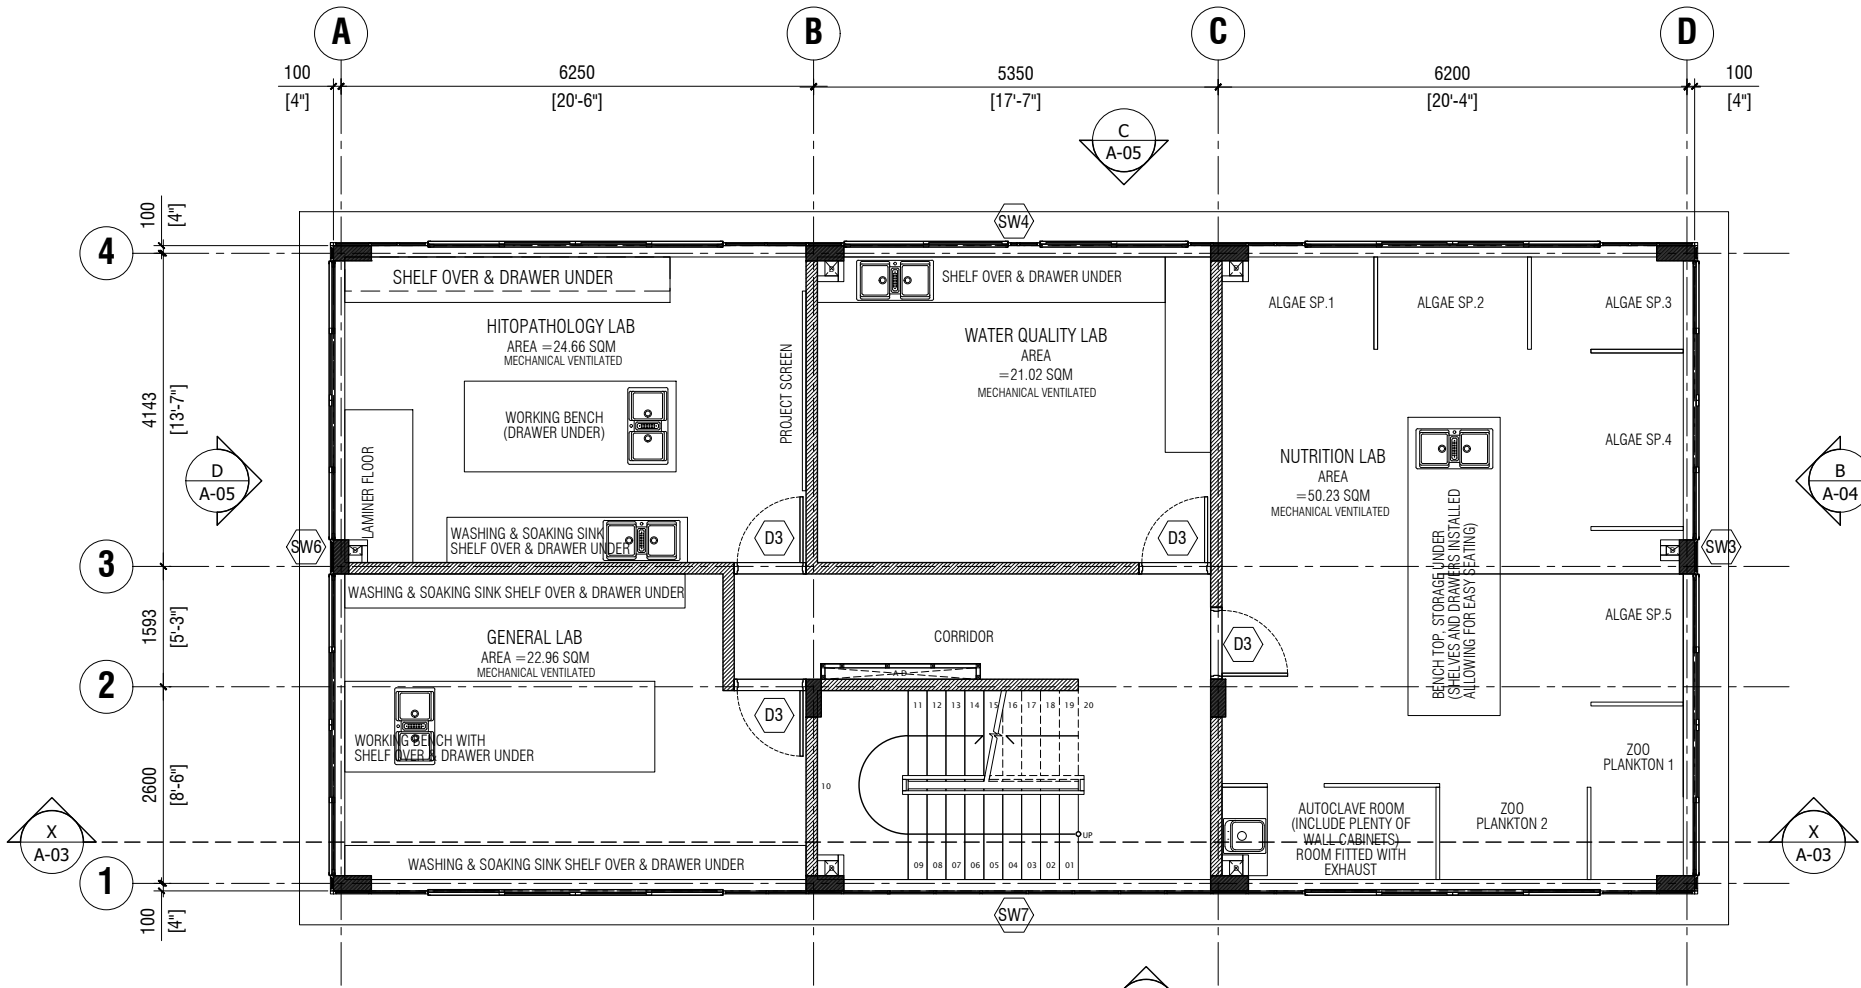 A B C D
100 6250 5350 6200 100
[4"] [20'-6"] [17'-7"] [20'-4"] [4"]
C
A-05
100
[4"]
SW4
4
SHELF OVER & DRAWER UNDER
SHELF OVER & DRAWER UNDER
ALGAE SP.1
ALGAE SP.2
ALGAE SP.3
HITOPATHOLOGY LAB
AREA =24.66 SQM
MECHANICAL VENTILATED
WATER QUALITY LAB
AREA
=21.02 SQM
MECHANICAL VENTILATED
PROJECT SCREEN
4143
[13'-7"]
WORKING BENCH
(DRAWER UNDER)
NUTRITION LAB
AREA
=50.23 SQM
MECHANICAL VENTILATED
ALGAE SP.4
D
A-05
B
A-04
LAMINER FLOOR
BENCH TOP, STORAGE UNDER
(SHELVES AND DRAWERS INSTALLED
ALLOWING FOR EASY SEATING)
WASHING & SOAKING SINK
SHELF OVER & DRAWER UNDER
D3
D3
SW6
SW3
3
WASHING & SOAKING SINK SHELF OVER & DRAWER UNDER
1593
[5'-3"]
GENERAL LAB
AREA =22.96 SQM
MECHANICAL VENTILATED
CORRIDOR
D3
ALGAE SP.5
A.D
2
D3
11 12 13 14 15 16 17 18 19 20
WORKING BENCH WITH
SHELF OVER & DRAWER UNDER
2600
[8'-6"]
10
ZOO
PLANKTON 1
AUTOCLAVE ROOM
(INCLUDE PLENTY OF
WALL CABINETS)
ROOM FITTED WITH
EXHAUST
ZOO
PLANKTON 2
UP
X
A-03
X
A-03
WASHING & SOAKING SINK SHELF OVER & DRAWER UNDER
09 08 07 06 05 04 03 02 01
1
100
[4"]
SW7